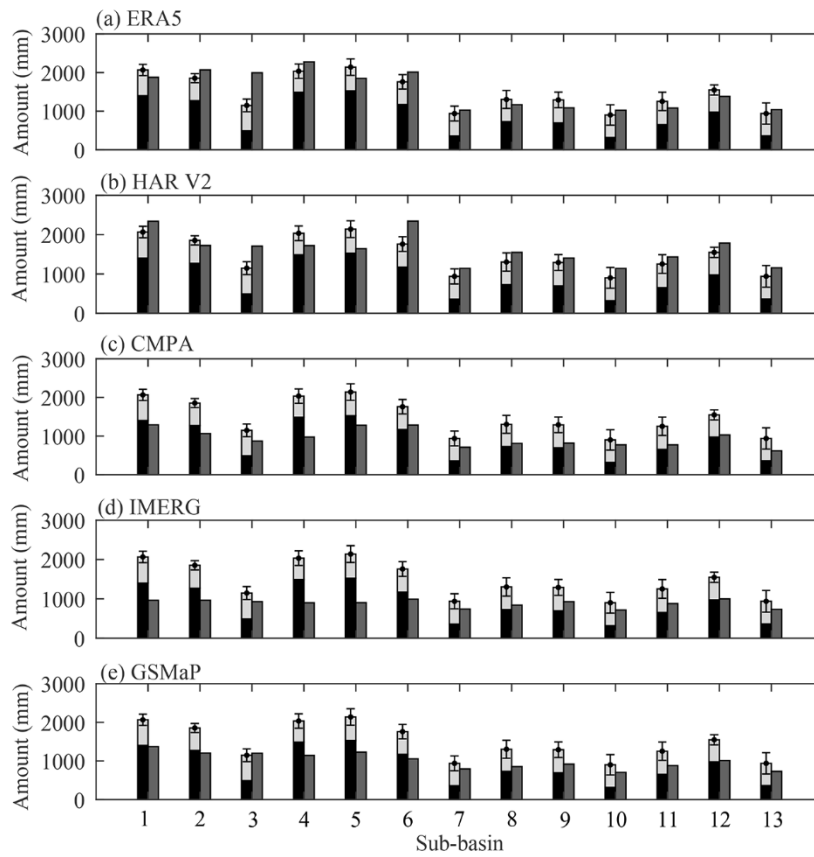 (a) ERA5
Amount (mm)
3000
2000
1000
0
(b) HAR V2
Amount (mm)
3000
2000
1000
0
(c) CMPA
Amount (mm)
3000
2000
1000
0
(d) IMERG
Amount (mm)
3000
2000
1000
0
(e) GSMaP
Amount (mm)
3000
2000
1000
0
1 2 3 4 5 6 7 8 9 10 11 12 13
Sub-basin